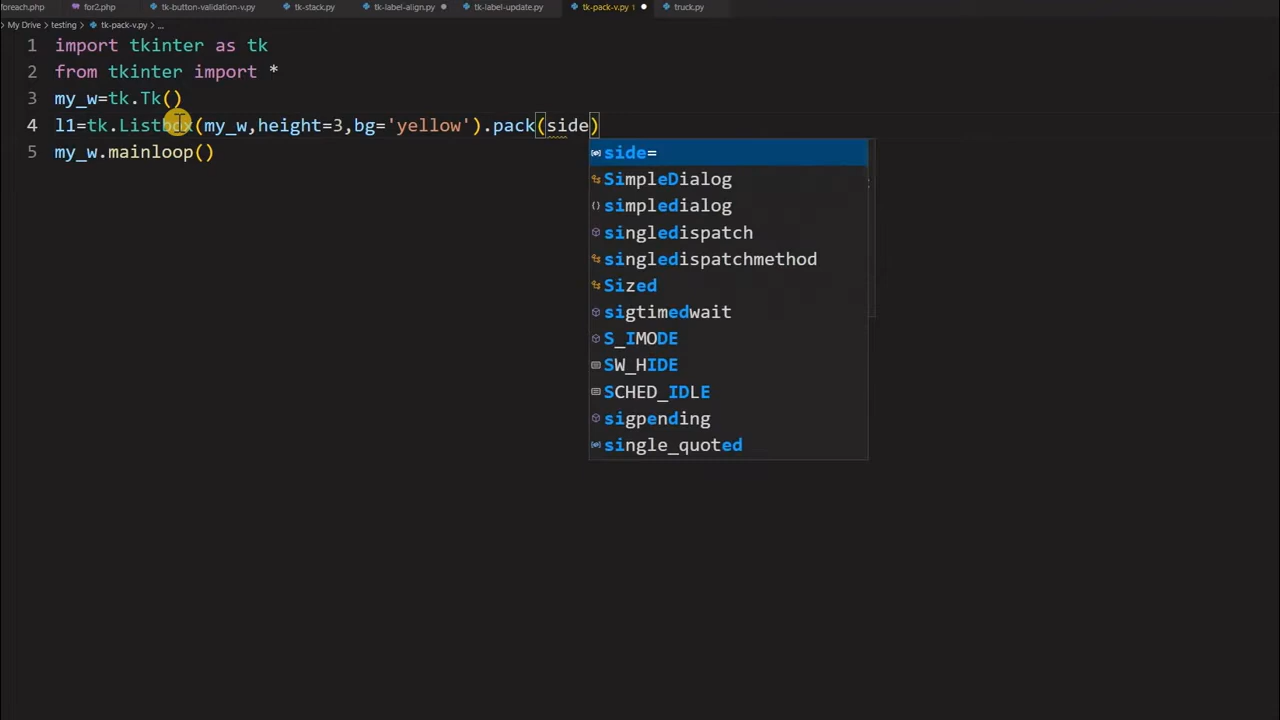 foreach.php for2.php tk-button-validation-v.py tk-stack.py tk-label-align.py tk-label-update.py tk-pack-v.py 1 truck.py
> My Drive > testing > tk-pack-v.py > ...
1 import tkinter as tk
2 from tkinter import *
3 my_w=tk.Tk()
4 l1=tk.Listbox(my_w,height=3,bg='yellow').pack(side)
5 my_w.mainloop()
side=
SimpleDialog
simpledialog
singledispatch
singledispatchmethod
Sized
sigtimedwait
S_IMODE
SW_HIDE
SCHED_IDLE
sigpending
single_quoted